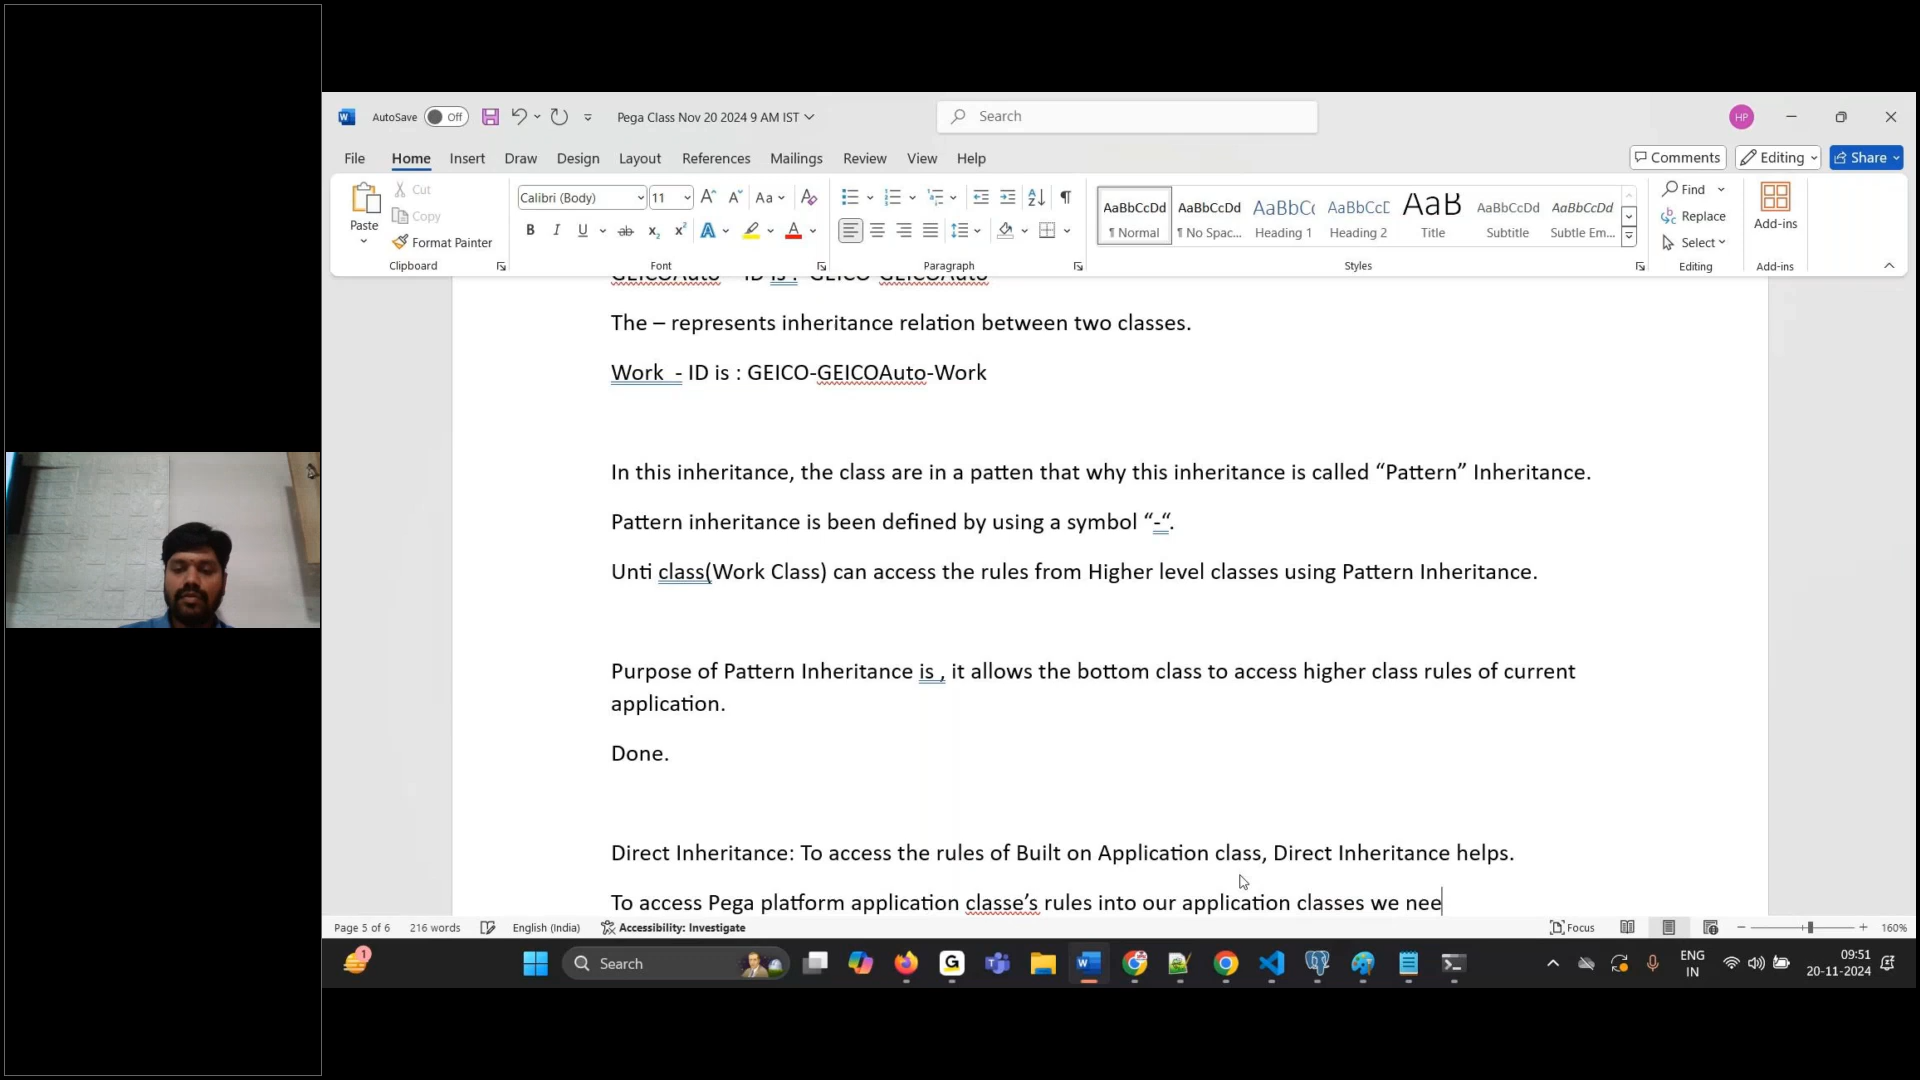 AutoSave Off Pega Class Nov 20 2024 9 AM IST Search HP
File Home Insert Draw Design Layout References Mailings Review View Help Comments Editing Share
Paste Cut Copy Format Painter Clipboard
Calibri (Body) 11 Font
Paragraph
AaBbCcDd AaBbCcDd AaBbC( AaBbCcD AaB AaBbCcDd AaBbCcDd
Normal No Spac... Heading 1 Heading 2 Title Subtitle Subtle Em...
Styles
Find Replace Select Editing
Add-ins Add-ins
GEICOAuto - ID is : GEICO-GEICOAuto
The – represents inheritance relation between two classes.
Work - ID is : GEICO-GEICOAuto-Work
In this inheritance, the class are in a patten that why this inheritance is called “Pattern” Inheritance.
Pattern inheritance is been defined by using a symbol “-“.
Unti class(Work Class) can access the rules from Higher level classes using Pattern Inheritance.
Purpose of Pattern Inheritance is , it allows the bottom class to access higher class rules of current
application.
Done.
Direct Inheritance: To access the rules of Built on Application class, Direct Inheritance helps.
To access Pega platform application classe’s rules into our application classes we nee
Page 5 of 6 216 words English (India) Accessibility: Investigate Focus 160%
1 Search ENG IN 09:51 20-11-2024